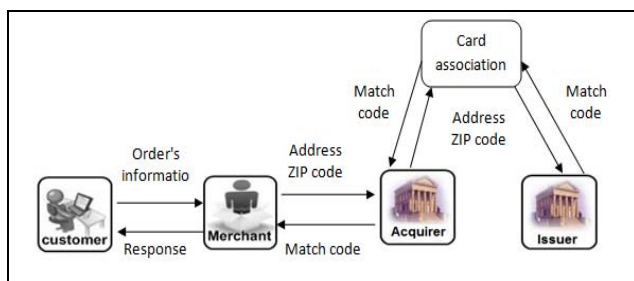 Card
association
Match
code
Match
code
Address
ZIP code
Order's
informatio
Address
ZIP code
customer
Merchant
Acquirer
Issuer
Response
Match code